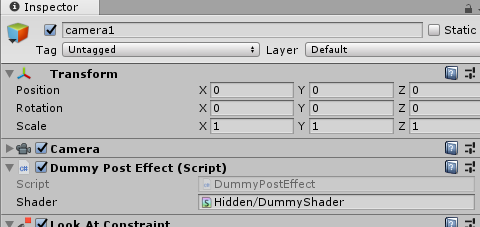 Inspector
camera1 Static
Tag Untagged Layer Default
Transform
Position X 0 Y 0 Z 0
Rotation X 0 Y 0 Z 0
Scale X 1 Y 1 Z 1
Camera
Dummy Post Effect (Script)
Script DummyPostEffect
Shader Hidden/DummyShader
Look At Constraint